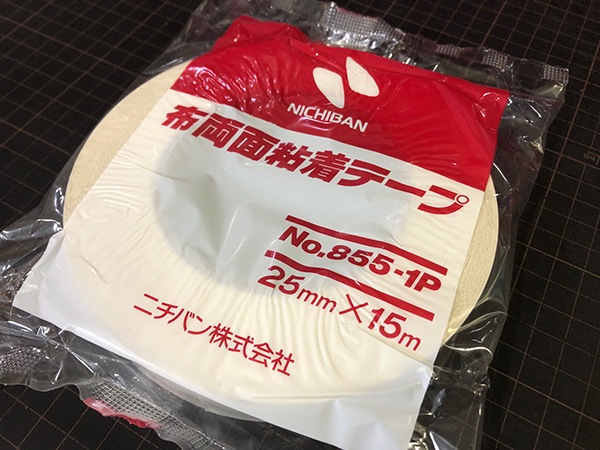 NICHIBAN
布両面粘着テープ
No.855-1P
25mm×15m
ニチバン株式会社